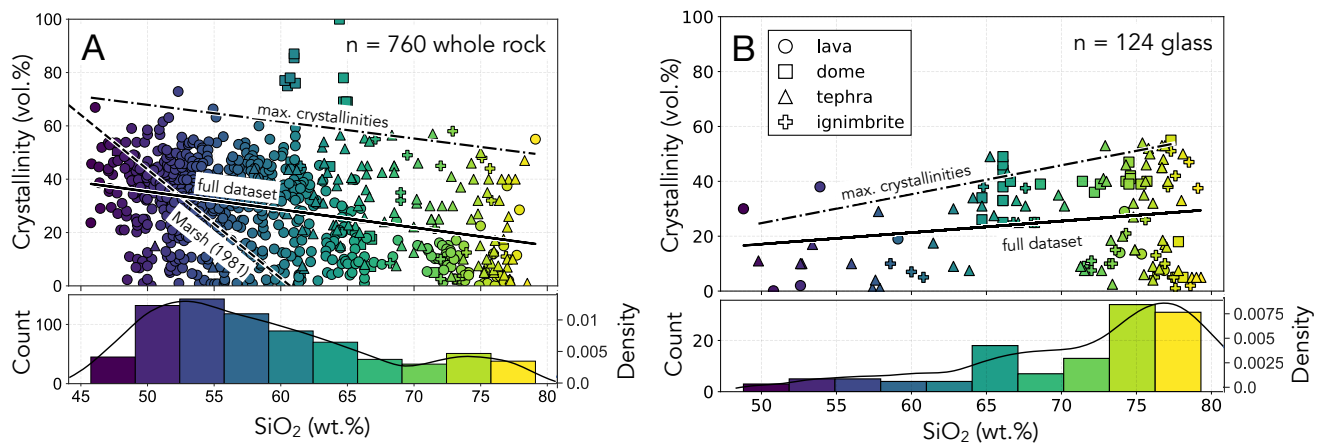 A
n = 760 whole rock
max. crystallinities
full dataset
Marsh (1981)
Crystallinity (vol.%)
100
80
60
40
20
0
Count
100
0
0.01
0.005
0.0
Density
45
50
55
60
65
70
75
80
SiO2 (wt.%)
B
n = 124 glass
lava
dome
tephra
ignimbrite
max. crystallinities
full dataset
Crystallinity (vol.%)
100
80
60
40
20
0
Count
20
0
0.0075
0.005
0.0025
0.0
Density
50
55
60
65
70
75
80
SiO2 (wt.%)